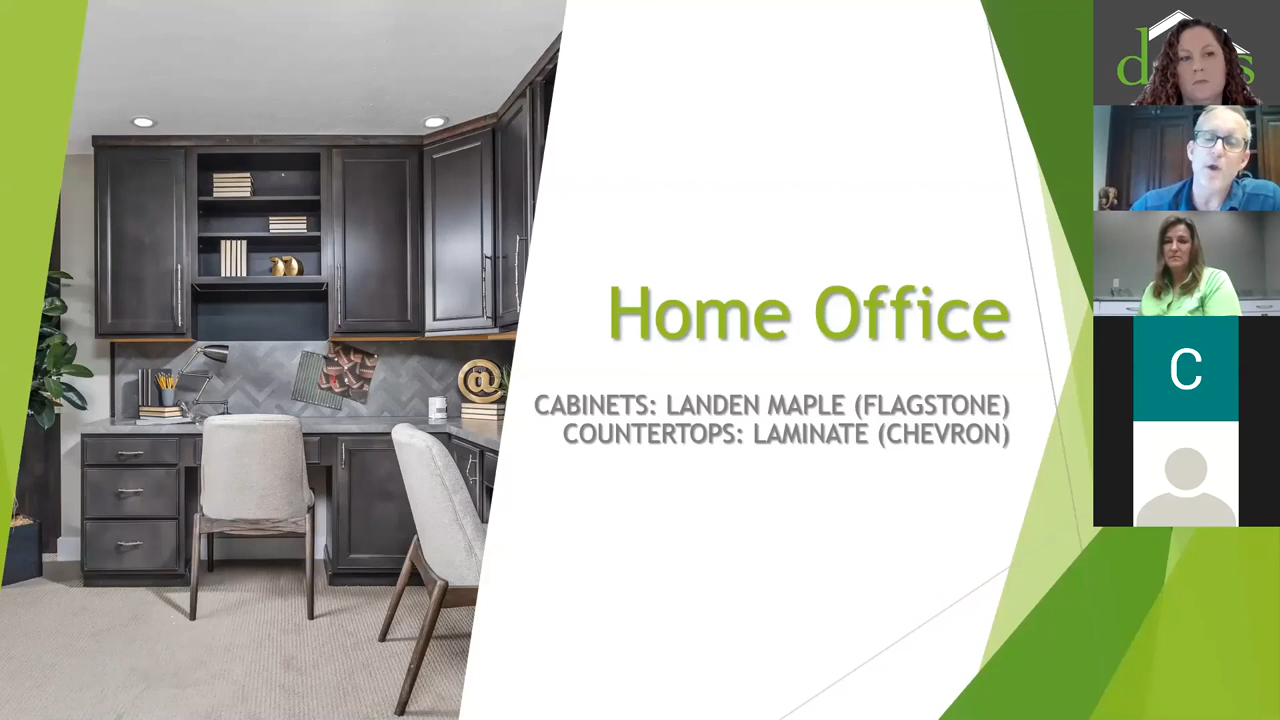 Home Office
CABINETS: LANDEN MAPLE (FLAGSTONE)
COUNTERTOPS: LAMINATE (CHEVRON)
@
C